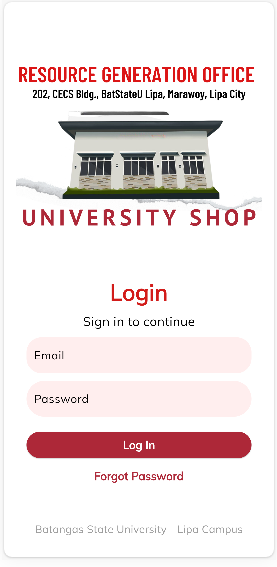 RESOURCE GENERATION OFFICE
202, CECS Bldg., BatStateU Lipa, Marawoy, Lipa City
UNIVERSITY SHOP
Login
Sign in to continue
Email
Password
Log In
Forgot Password
Batangas State University Lipa Campus